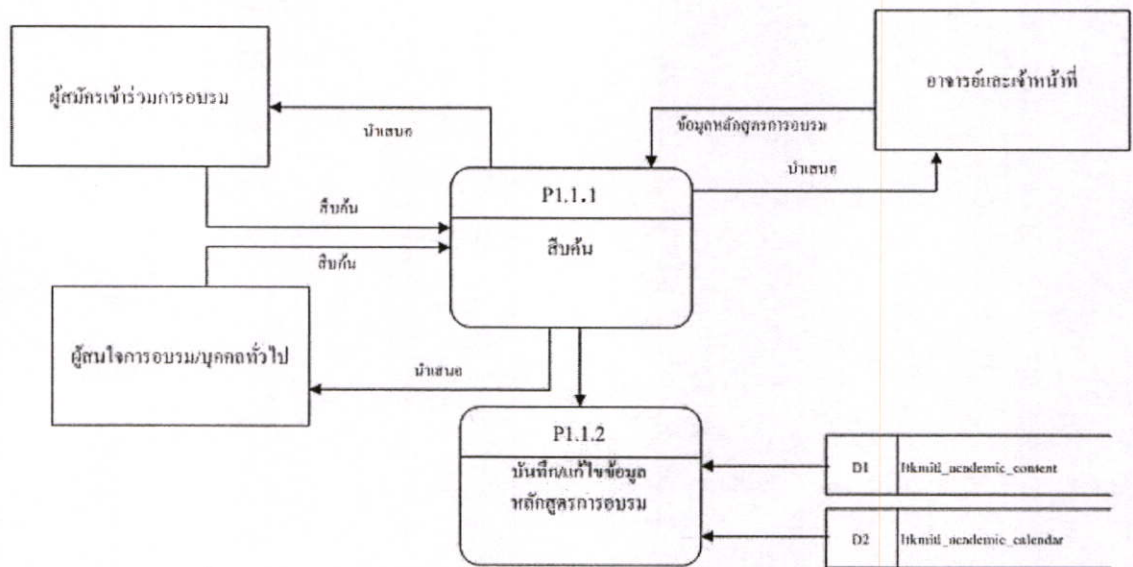 ผู้สมัครเข้าร่วมการอบรม
อาจารย์และเจ้าหน้าที่
นำเสนอ
ข้อมูลหลักสูตรการอบรม
นำเสนอ
P1.1.1
สืบค้น
สืบค้น
สืบค้น
ผู้สนใจการอบรม/บุคคลทั่วไป
นำเสนอ
P1.1.2
บันทึก/แก้ไขข้อมูล
หลักสูตรการอบรม
D1 itkmitl_academic_content
D2 itkmitl_academic_calendar